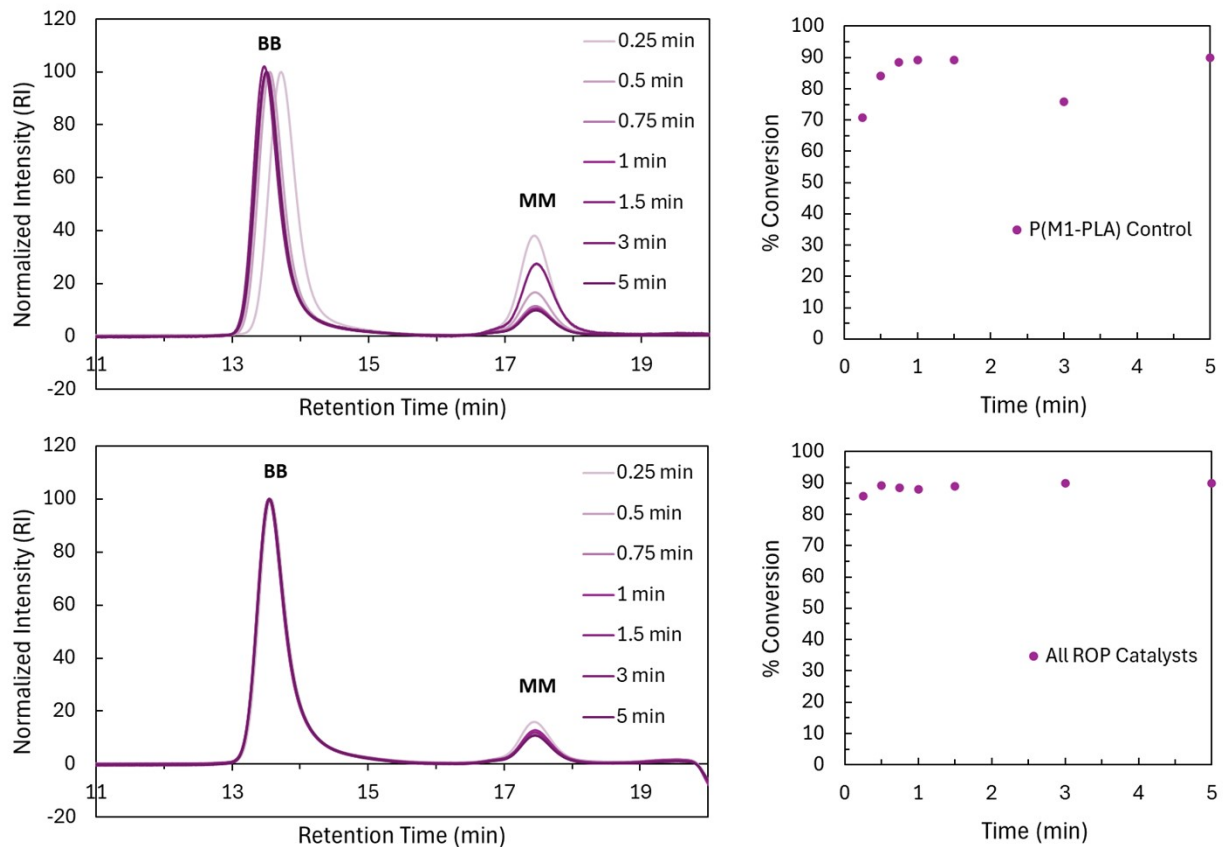 120
100
80
60
40
20
0
-20
11
13
15
17
19
Normalized Intensity (RI)
Retention Time (min)
BB
MM
0.25 min
0.5 min
0.75 min
1 min
1.5 min
3 min
5 min
100
90
80
70
60
50
40
30
20
10
0
0
1
2
3
4
5
% Conversion
Time (min)
P(M1-PLA) Control
120
100
80
60
40
20
0
-20
11
13
15
17
19
Normalized Intensity (RI)
Retention Time (min)
BB
MM
0.25 min
0.5 min
0.75 min
1 min
1.5 min
3 min
5 min
100
90
80
70
60
50
40
30
20
10
0
0
1
2
3
4
5
% Conversion
Time (min)
All ROP Catalysts